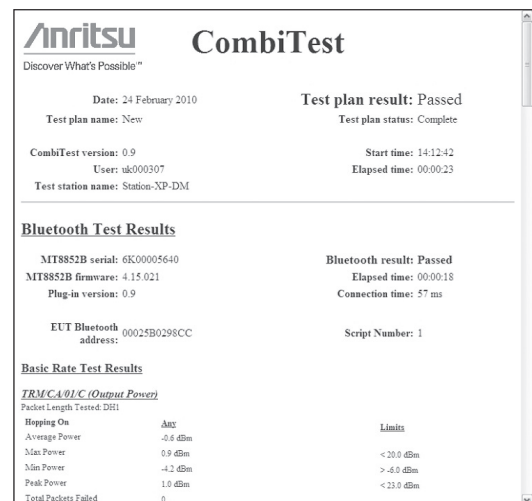 Anritsu
CombiTest
Discover What's Possible™
Date: 24 February 2010
Test plan result: Passed
Test plan name: New
Test plan status: Complete
CombiTest version: 0.9
Start time: 14:12:42
User: uk000307
Elapsed time: 00:00:23
Test station name: Station-XP-DM
Bluetooth Test Results
MT8852B serial: 6K00005640
Bluetooth result: Passed
MT8852B firmware: 4.15.021
Elapsed time: 00:00:18
Plug-in version: 0.9
Connection time: 57 ms
EUT Bluetooth address: 00025B0298CC
Script Number: 1
Basic Rate Test Results
TRM/CA/01/C (Output Power)
Packet Length Tested: DH1
Hopping On Any Limits
Average Power -0.6 dBm
Max Power 0.9 dBm < 20.0 dBm
Min Power -4.2 dBm > -6.0 dBm
Peak Power 1.0 dBm < 23.0 dBm
Total Packets Failed 0